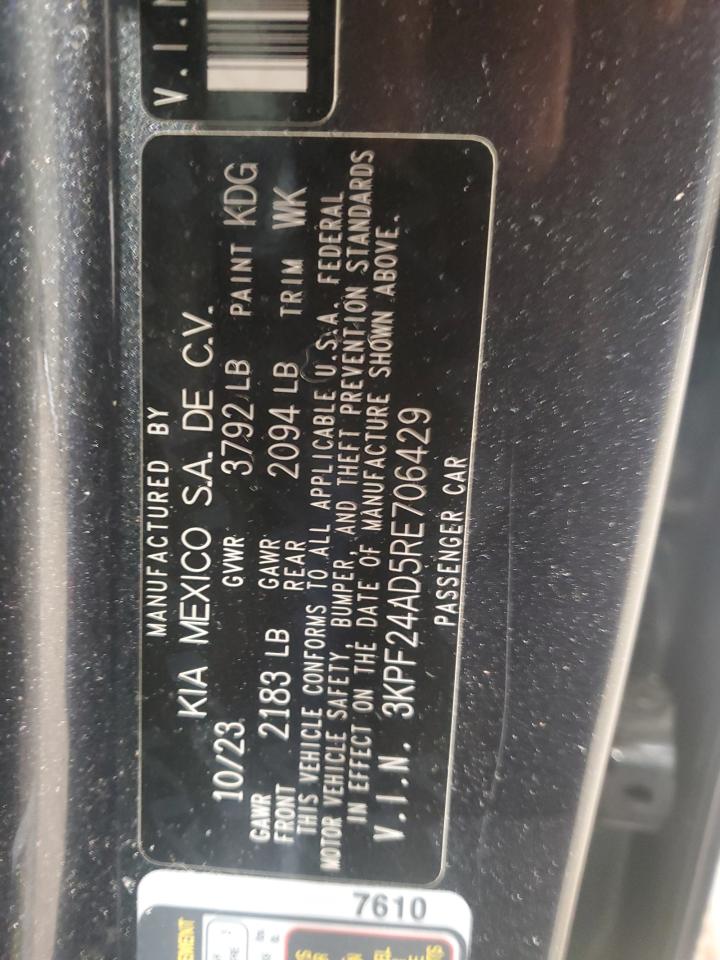 MANUFACTURED BY
KIA MEXICO S.A. DE C.V.
10/23 GVWR 3792 LB PAINT KDG
GAWR FRONT 2183 LB GAWR REAR 2094 LB TRIM WK
THIS VEHICLE CONFORMS TO ALL APPLICABLE U.S.A. FEDERAL
MOTOR VEHICLE SAFETY, BUMPER, AND THEFT PREVENTION STANDARDS
IN EFFECT ON THE DATE OF MANUFACTURE SHOWN ABOVE.
V.I.N. 3KPF24AD5RE706429
PASSENGER CAR
V.I.N
7610